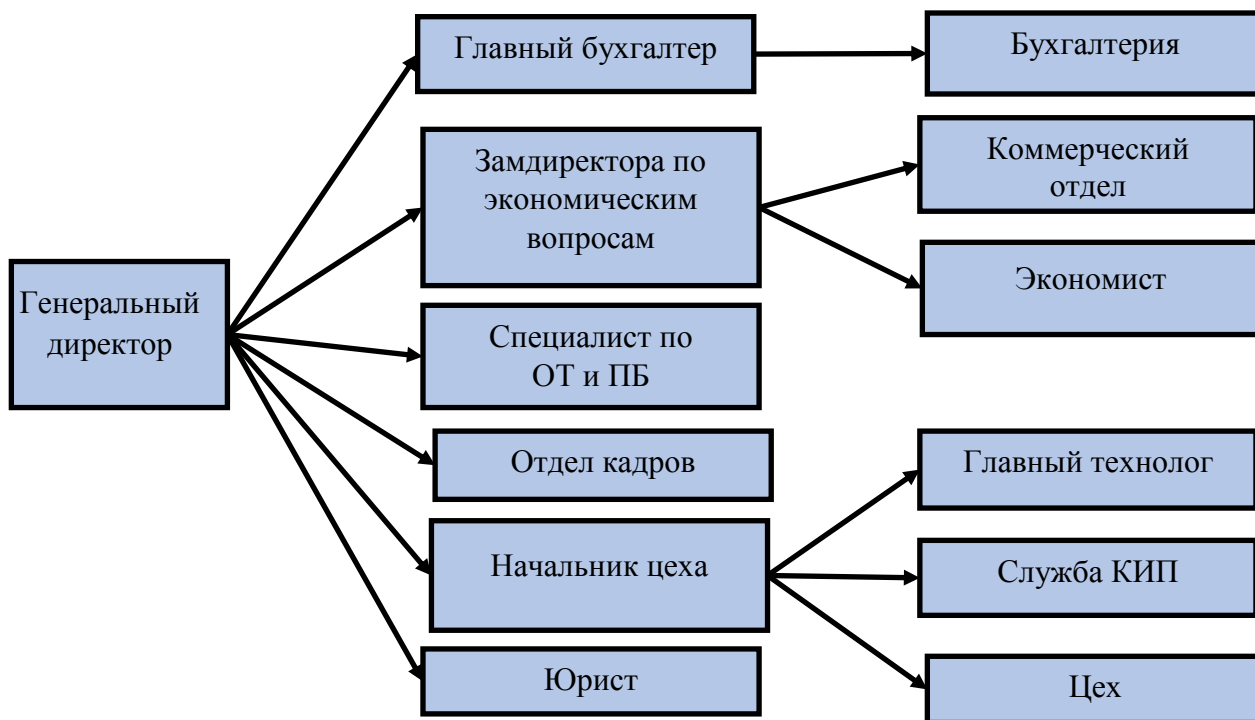 Генеральный
директор
Главный бухгалтер
Замдиректора по
экономическим
вопросам
Специалист по
ОТ и ПБ
Отдел кадров
Начальник цеха
Юрист
Бухгалтерия
Коммерческий
отдел
Экономист
Главный технолог
Служба КИП
Цех